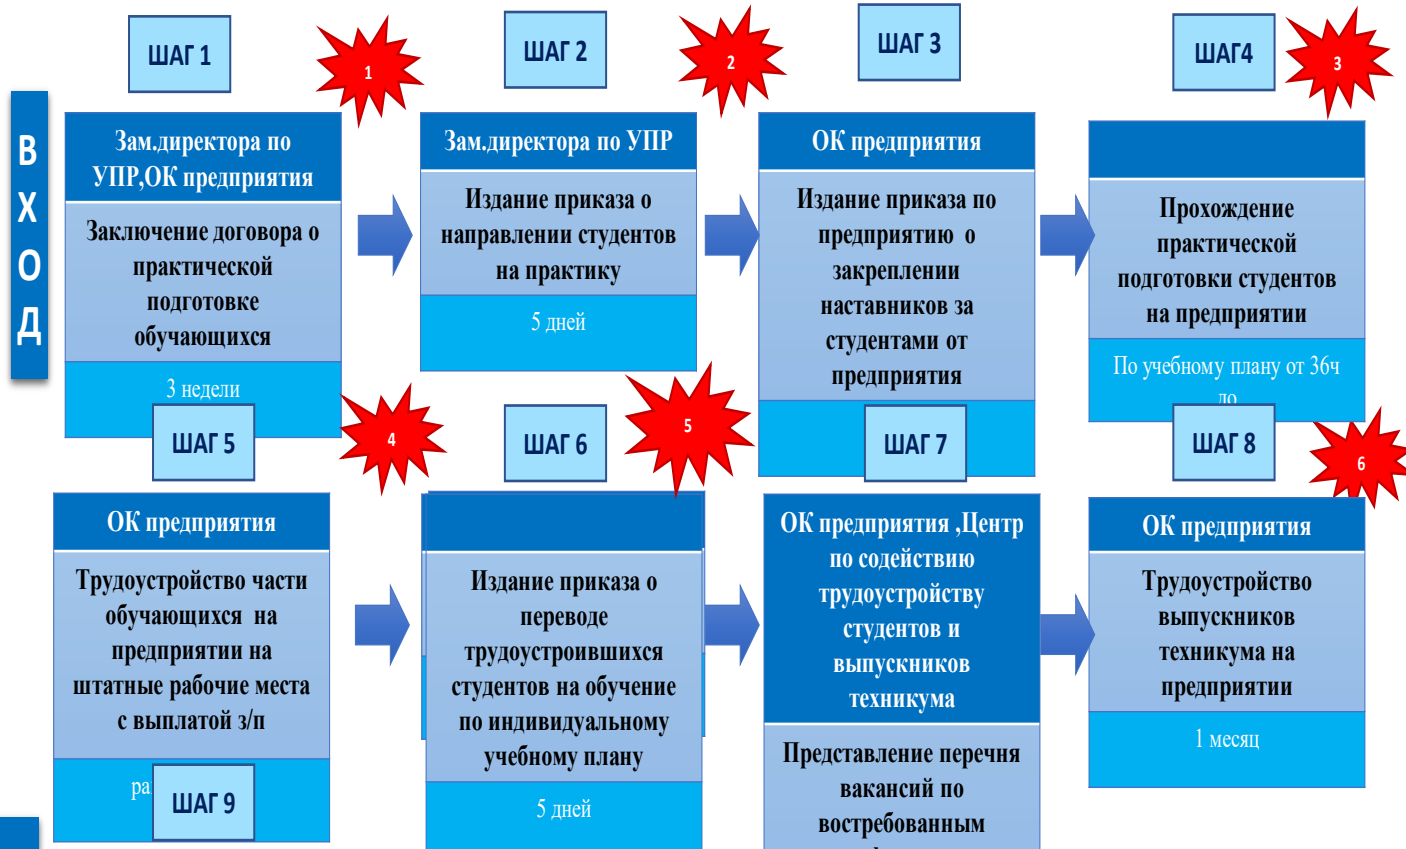 ШАГ 1
1
ШАГ 2
2
ШАГ 3
ШАГ4
3
В
Х
О
Д
Зам.директора по
УПР,ОК предприятия
Заключение договора о
практической
подготовке
обучающихся
3 недели
Зам.директора по УПР
Издание приказа о
направлении студентов
на практику
5 дней
ОК предприятия
Издание приказа по
предприятию о
закреплении
наставников за
студентами от
предприятия
Прохождение
практической
подготовки студентов
на предприятии
По учебному плану от 36ч
до
ШАГ 5
4
ШАГ 6
5
ШАГ 7
ШАГ 8
6
ОК предприятия
Трудоустройство части
обучающихся на
предприятии на
штатные рабочие места
с выплатой з/п
ШАГ 9
Издание приказа о
переводе
трудоустроившихся
студентов на обучение
по индивидуальному
учебному плану
5 дней
ОК предприятия ,Центр
по содействию
трудоустройству
студентов и
выпускников
техникума
Представление перечня
вакансий по
востребованным
ОК предприятия
Трудоустройство
выпускников
техникума на
предприятии
1 месяц